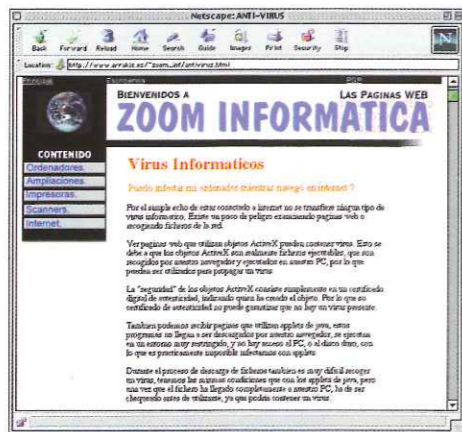 Netscape: ANTI-VIRUS
Back Forward Reload Home Search Guide Images Print Security Stop
N
Location: http://www.arrakis.es/~zoom_inf/antivirus.html
Principal
PGP
BIENVENIDOS A LAS PAGINAS WEB
ZOOM INFORMATICA
CONTENIDO
Ordenadores.
Ampliaciones.
Impresoras.
Scanners.
Internet.
Virus Informaticos
Puedo infectar mi ordenador mientras navego en internet ?
Por el simple echo de estar conectado a internet no se transfiere ningun tipo de
virus informatico, Existe un poco de peligro examinando paginas web o
recogiendo ficheros de la red.
Ver paginas web que utilizan objetos ActiveX pueden contener virus. Esto se
debe a que los objetos ActiveX son realmente ficheros ejecutables, que son
recogidos por nuestro navegador y ejecutados en nuestro PC, por lo que
pueden ser utilizados para propagar un virus.
La "seguridad" de los objetos ActiveX consiste simplemente en un certificado
digital de autenticidad, indicando quien ha creado el objeto. Por lo que su
certificado de autenticidad no puede garantizar que no hay un virus presente.
Tambien podemos recibir paginas que utilizan applets de java, estos
programas no llegan a ser descargados por nuestro navegador, se ejecutan
en un entorno muy restringido, y no hay acceso al PC, o al disco duro, con
lo que es practicamente imposible infectarnos con applets.
Durante el proceso de descarga de ficheros tambien es muy dificil recoger
un virus, tenemos las mismas condiciones que con los applets de java, pero
una vez que el fichero ha llegado completamente a nuestro PC, ha de ser
chequeado antes de utilizarse, ya que podria contener un virus.